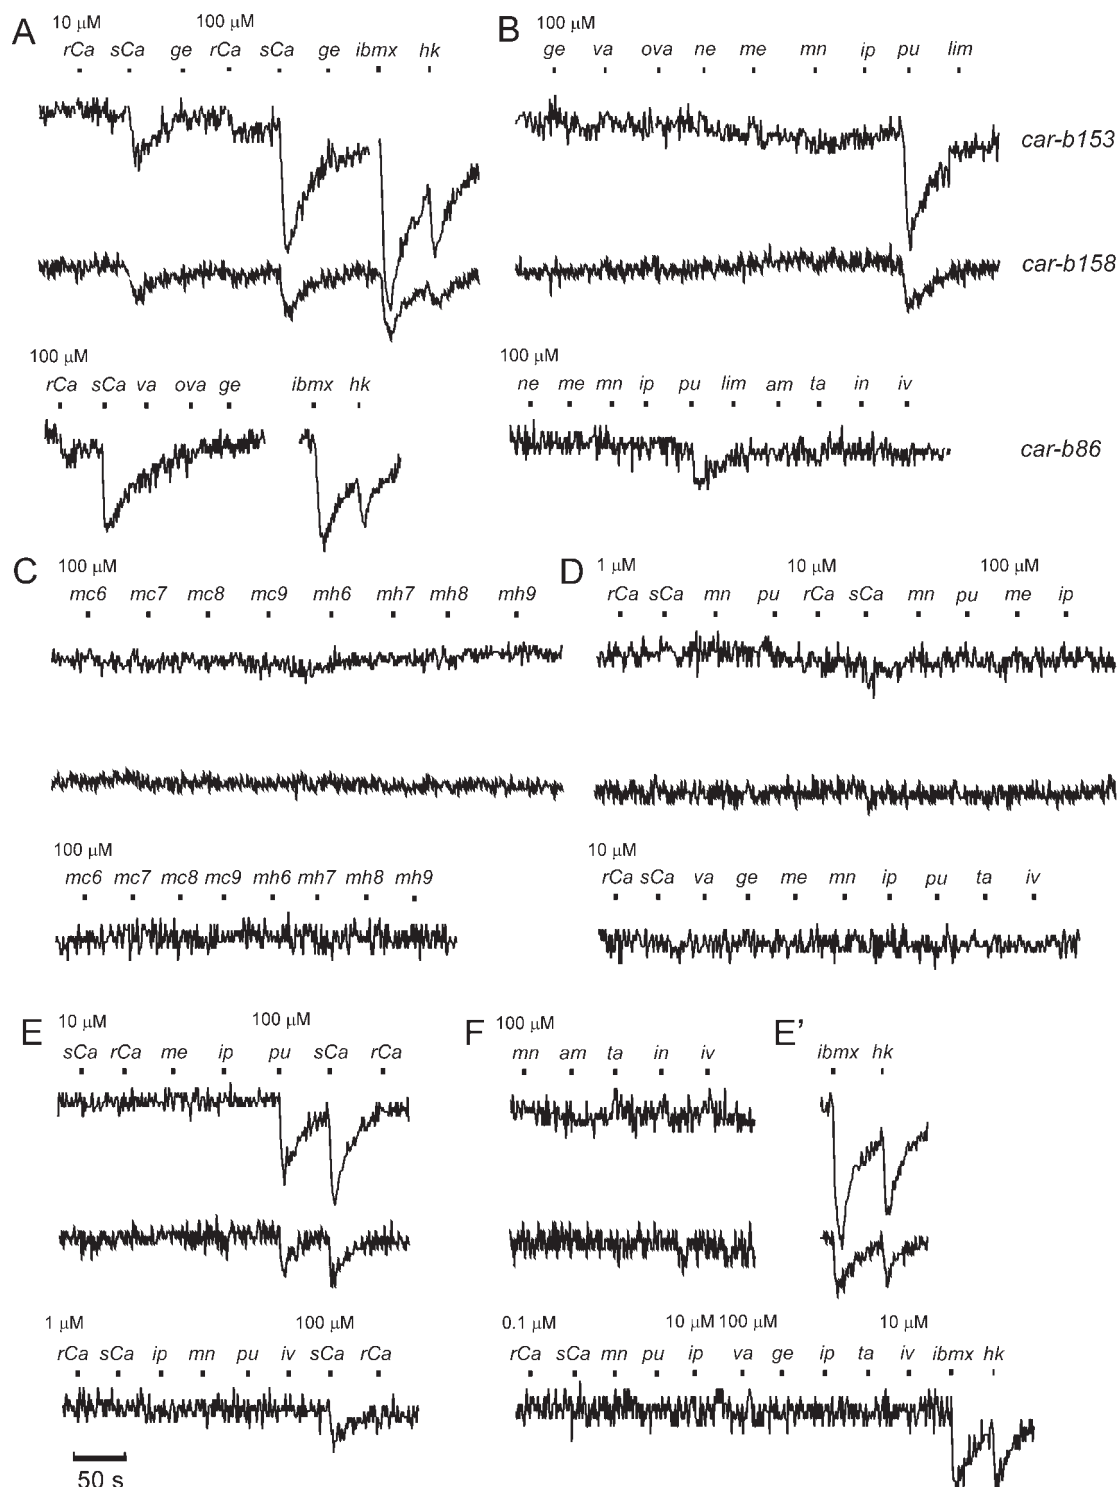 A
10 μM 100 μM
rCa sCa ge rCa sCa ge ibmx hk
B
100 μM
ge va ova ne me mn ip pu lim
car-b153
car-b158
100 μM
rCa sCa va ova ge ibmx hk
100 μM
ne me mn ip pu lim am ta in iv
car-b86
C
100 μM
mc6 mc7 mc8 mc9 mh6 mh7 mh8 mh9
D
1 μM 10 μM 100 μM
rCa sCa mn pu rCa sCa mn pu me ip
100 μM
mc6 mc7 mc8 mc9 mh6 mh7 mh8 mh9
10 μM
rCa sCa va ge me mn ip pu ta iv
E
10 μM 100 μM
sCa rCa me ip pu sCa rCa
F
100 μM
mn am ta in iv
E’
ibmx hk
1 μM 100 μM
rCa sCa ip mn pu iv sCa rCa
0.1 μM 10 μM 100 μM 10 μM
rCa sCa mn pu ip va ge ip ta iv ibmx hk
50 s